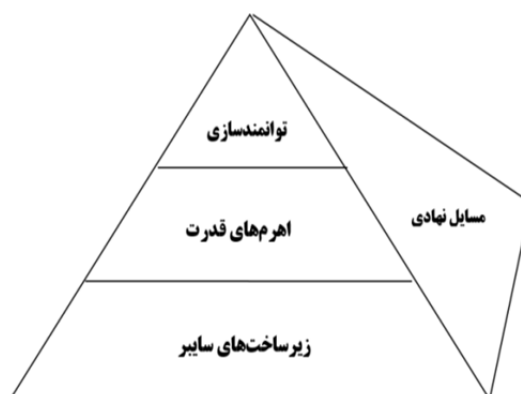 توانمندسازی
اهرم‌های قدرت
مسایل نهادی
زیرساخت‌های سایبر